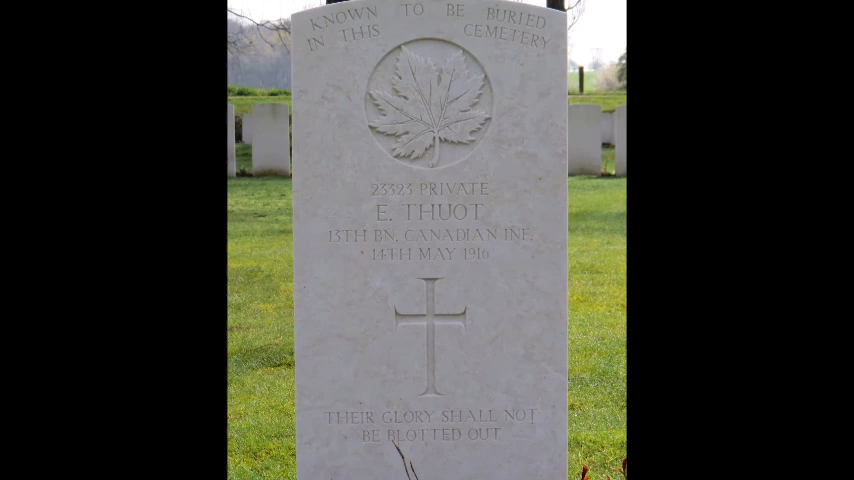 KNOWN TO BE BURIED
IN THIS CEMETERY
23323 PRIVATE
E. THUOT
13TH BN, CANADIAN INF.
14TH MAY 1916
THEIR GLORY SHALL NOT
BE BLOTTED OUT